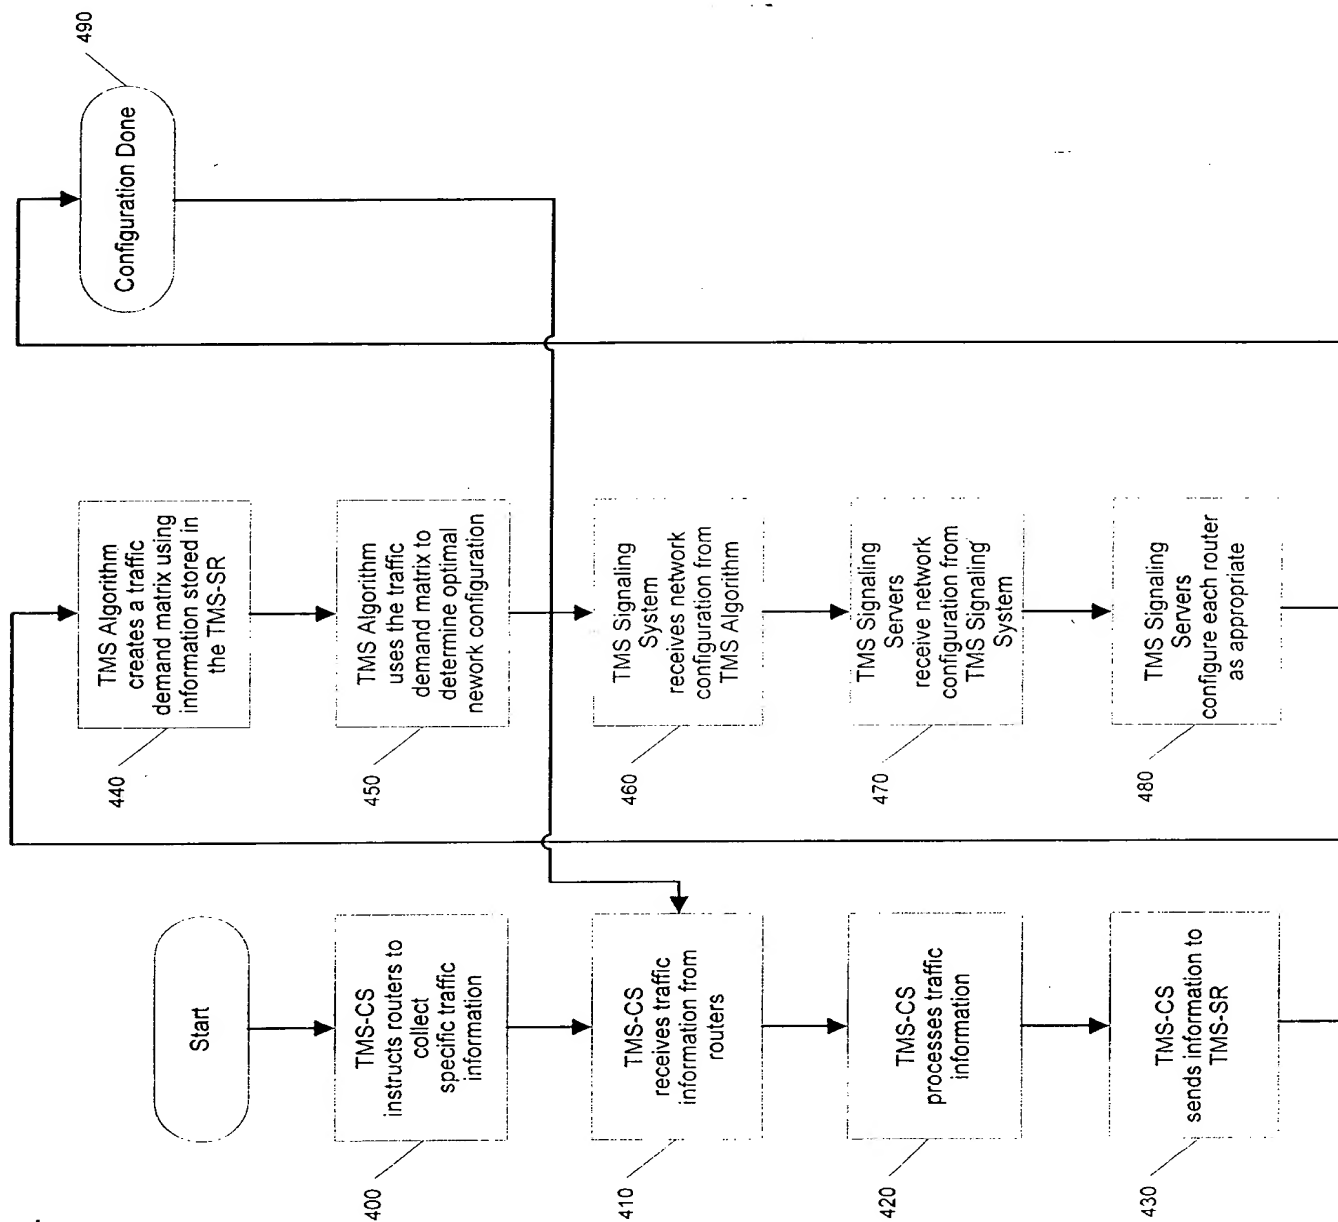 Start
TMS-CS
instructs routers to
collect
specific traffic
information
400
TMS-CS
receives traffic
information from
routers
410
TMS-CS
processes traffic
information
420
TMS-CS
sends information to
TMS-SR
430
TMS Algorithm
creates a traffic
demand matrix using
information stored in
the TMS-SR
440
TMS Algorithm
uses the traffic
demand matrix to
determine optimal
nework configuration
450
TMS Signaling
System
receives network
configuration from
TMS Algorithm
460
TMS Signaling
Servers
receive network
configuration from
TMS Signaling
System
470
TMS Signaling
Servers
configure each router
as appropriate
480
Configuration Done
490